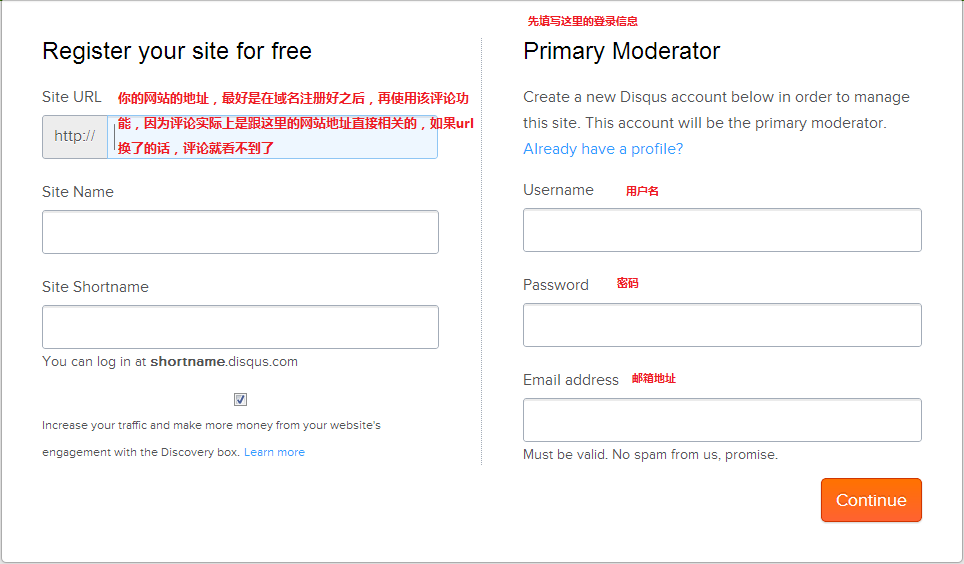 先填写这里的登录信息
Register your site for free
Primary Moderator
Site URL
你的网站的地址，最好是在域名注册好之后，再使用该评论功
能，因为评论实际上是跟这里的网站地址直接相关的，如果url
换了的话，评论就看不到了
http://
Create a new Disqus account below in order to manage
this site. This account will be the primary moderator.
Already have a profile?
Site Name
Username
用户名
Site Shortname
Password
密码
You can log in at shortname.disqus.com
Email address
邮箱地址
Increase your traffic and make more money from your website's
engagement with the Discovery box. Learn more
Must be valid. No spam from us, promise.
Continue